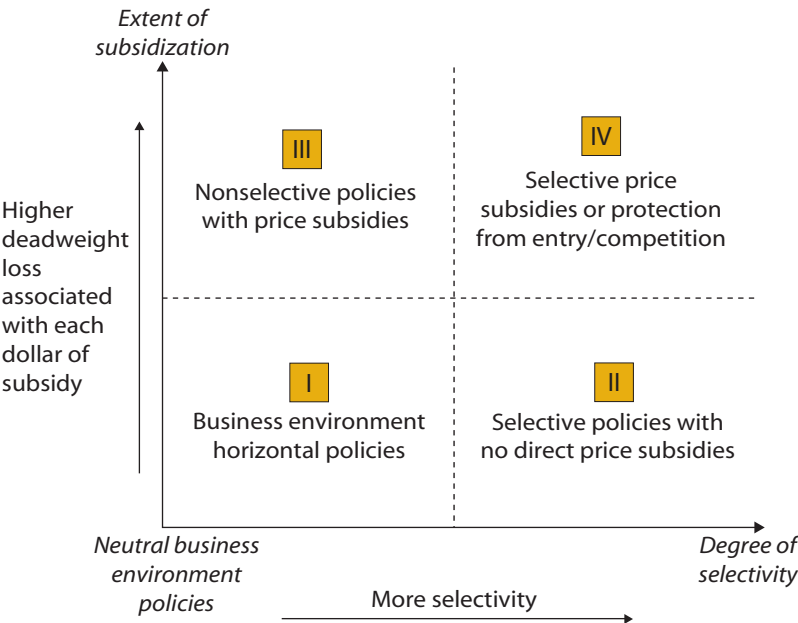 Extent of
subsidization
III
Nonselective policies
with price subsidies
IV
Selective price
subsidies or protection
from entry/competition
Higher
deadweight
loss
associated
with each
dollar of
subsidy
I
Business environment
horizontal policies
II
Selective policies with
no direct price subsidies
Neutral business
environment
policies
Degree of
selectivity
More selectivity